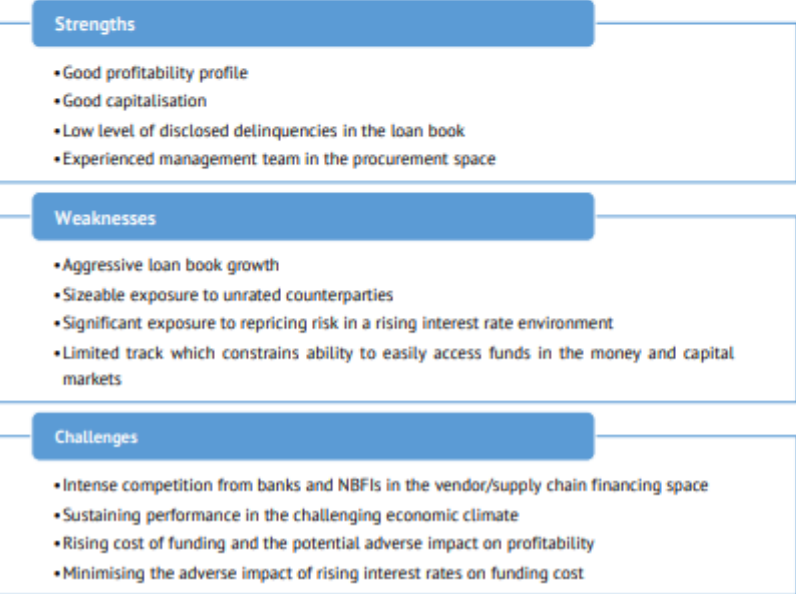 Strengths
•Good profitability profile
•Good capitalisation
•Low level of disclosed delinquencies in the loan book
•Experienced management team in the procurement space
Weaknesses
•Aggressive loan book growth
•Sizeable exposure to unrated counterparties
•Significant exposure to repricing risk in a rising interest rate environment
•Limited track which constrains ability to easily access funds in the money and capital
markets
Challenges
•Intense competition from banks and NBFIs in the vendor/supply chain financing space
•Sustaining performance in the challenging economic climate
•Rising cost of funding and the potential adverse impact on profitability
•Minimising the adverse impact of rising interest rates on funding cost